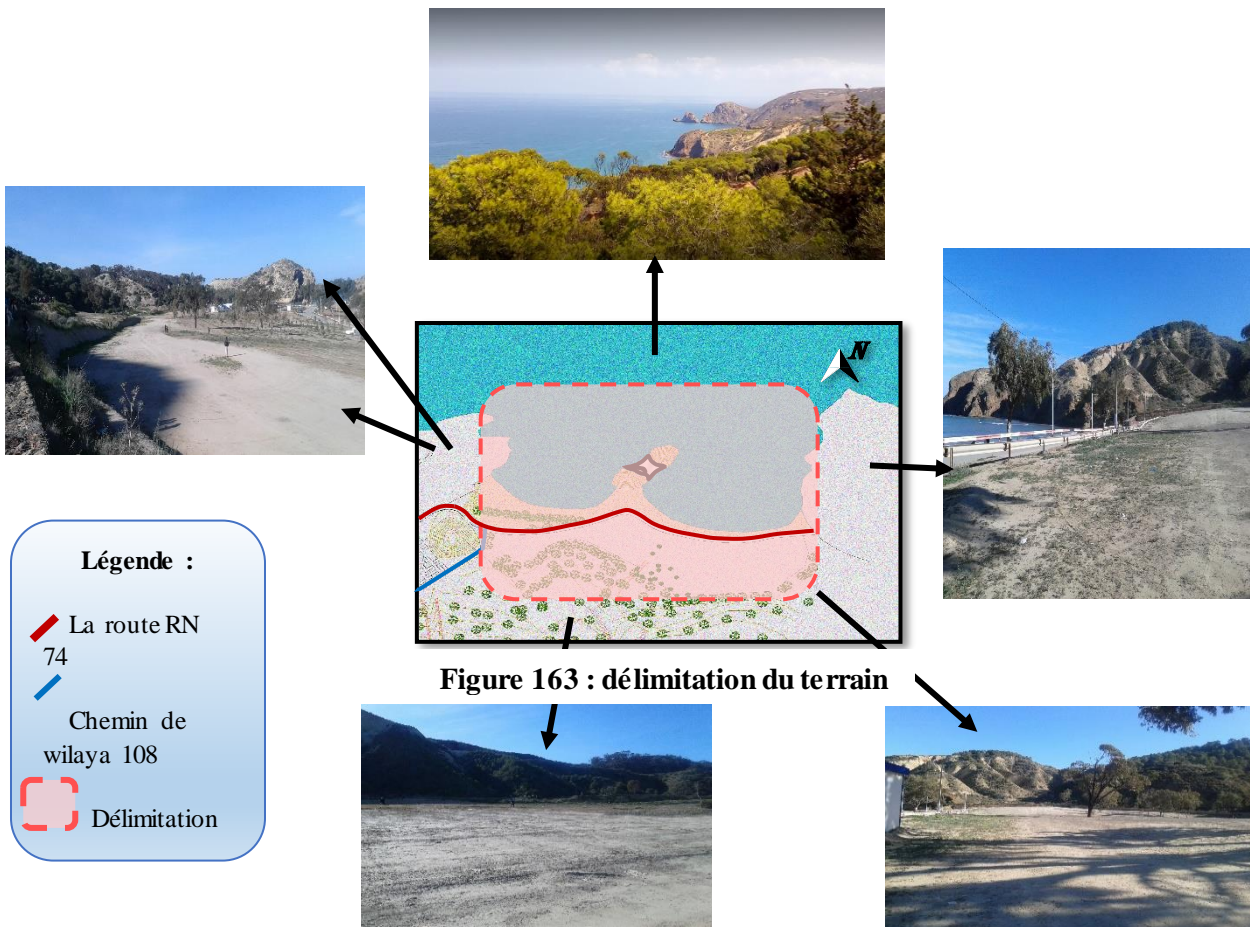 N
Légende :
La route RN
74
Chemin de
wilaya 108
Délimitation
Figure 163 : délimitation du terrain